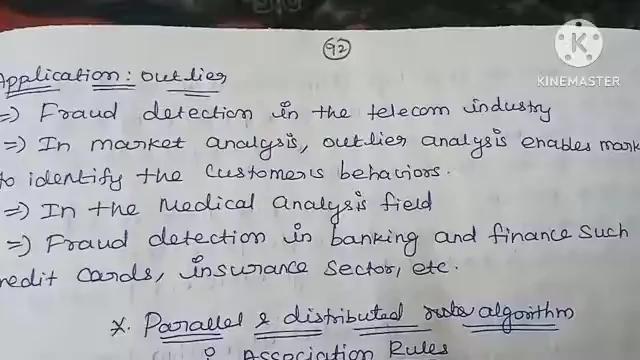 92
KINEMASTER
Application: outlier
=) Fraud detection in the telecom industry
=) In market analysis, outlier analysis enables mark
to identify the customers behaviors.
=) In the Medical analysis field
=) Fraud detection in banking and finance such
redit cards, insurance sector, etc.
* Parallel & distributed algorithm
Association Rules